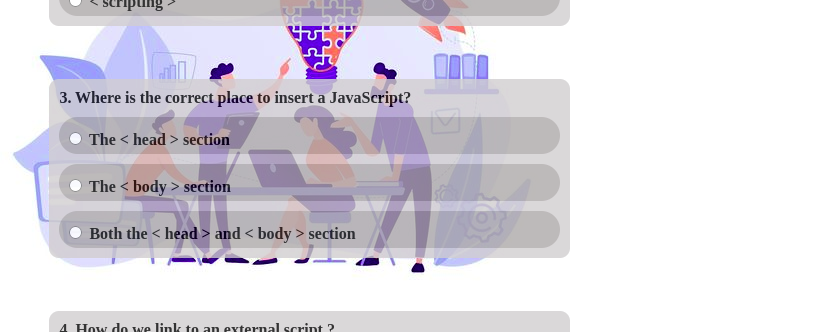 < scripting >
3. Where is the correct place to insert a JavaScript?
The < head > section
The < body > section
Both the < head > and < body > section
4. How do we link to an external script ?